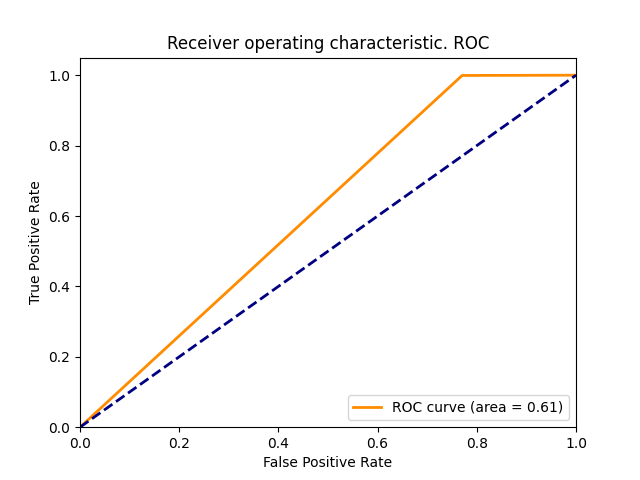 Receiver operating characteristic. ROC
True Positive Rate
1.0
0.8
0.6
0.4
0.2
0.0
ROC curve (area = 0.61)
0.0 0.2 0.4 0.6 0.8 1.0
False Positive Rate